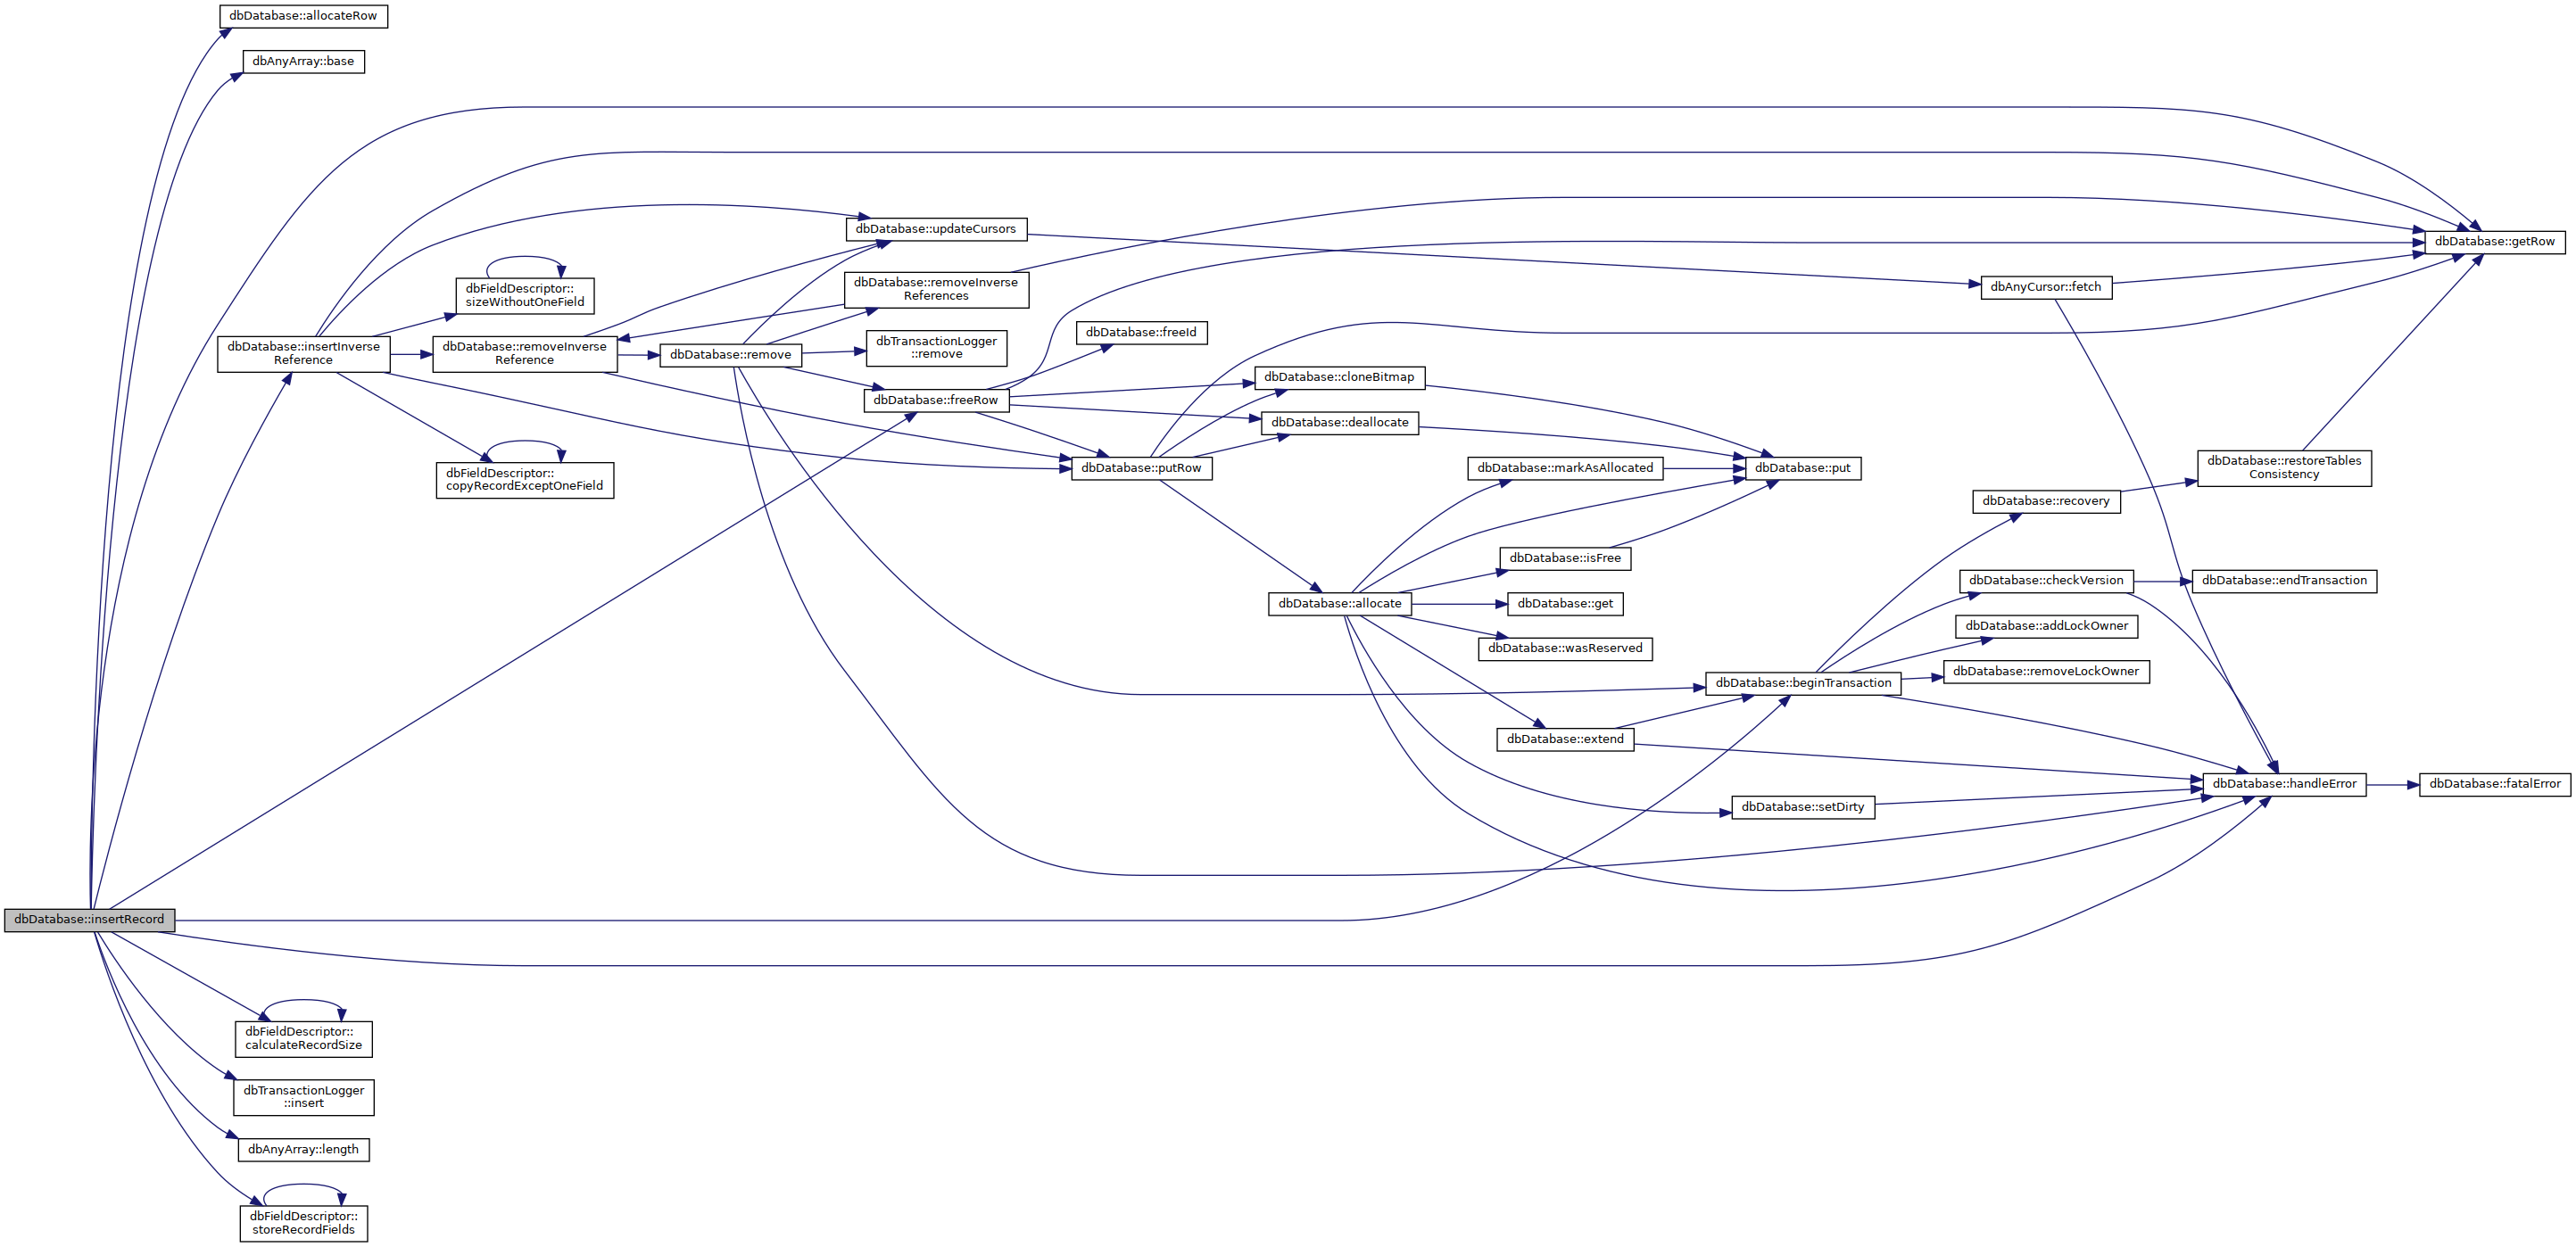 dbDatabase::allocateRow
dbAnyArray::base
dbDatabase::updateCursors
dbDatabase::getRow
dbFieldDescriptor::
sizeWithoutOneField
dbDatabase::removeInverse
References
dbAnyCursor::fetch
dbDatabase::insertInverse
Reference
dbDatabase::removeInverse
Reference
dbDatabase::remove
dbTransactionLogger
::remove
dbDatabase::freeId
dbDatabase::freeRow
dbDatabase::cloneBitmap
dbDatabase::deallocate
dbFieldDescriptor::
copyRecordExceptOneField
dbDatabase::putRow
dbDatabase::markAsAllocated
dbDatabase::put
dbDatabase::restoreTables
Consistency
dbDatabase::recovery
dbDatabase::isFree
dbDatabase::checkVersion
dbDatabase::endTransaction
dbDatabase::allocate
dbDatabase::get
dbDatabase::addLockOwner
dbDatabase::wasReserved
dbDatabase::removeLockOwner
dbDatabase::beginTransaction
dbDatabase::extend
dbDatabase::handleError
dbDatabase::fatalError
dbDatabase::setDirty
dbDatabase::insertRecord
dbFieldDescriptor::
calculateRecordSize
dbTransactionLogger
::insert
dbAnyArray::length
dbFieldDescriptor::
storeRecordFields